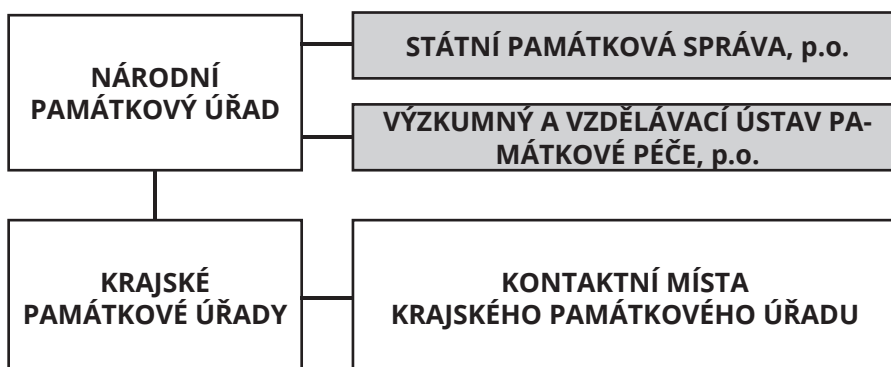 NÁRODNÍ
PAMÁTKOVÝ ÚŘAD
STÁTNÍ PAMÁTKOVÁ SPRÁVA, p.o.
VÝZKUMNÝ A VZDĚLÁVACÍ ÚSTAV PA-
MÁTKOVÉ PÉČE, p.o.
KRAJSKÉ
PAMÁTKOVÉ ÚŘADY
KONTAKTNÍ MÍSTA
KRAJSKÉHO PAMÁTKOVÉHO ÚŘADU